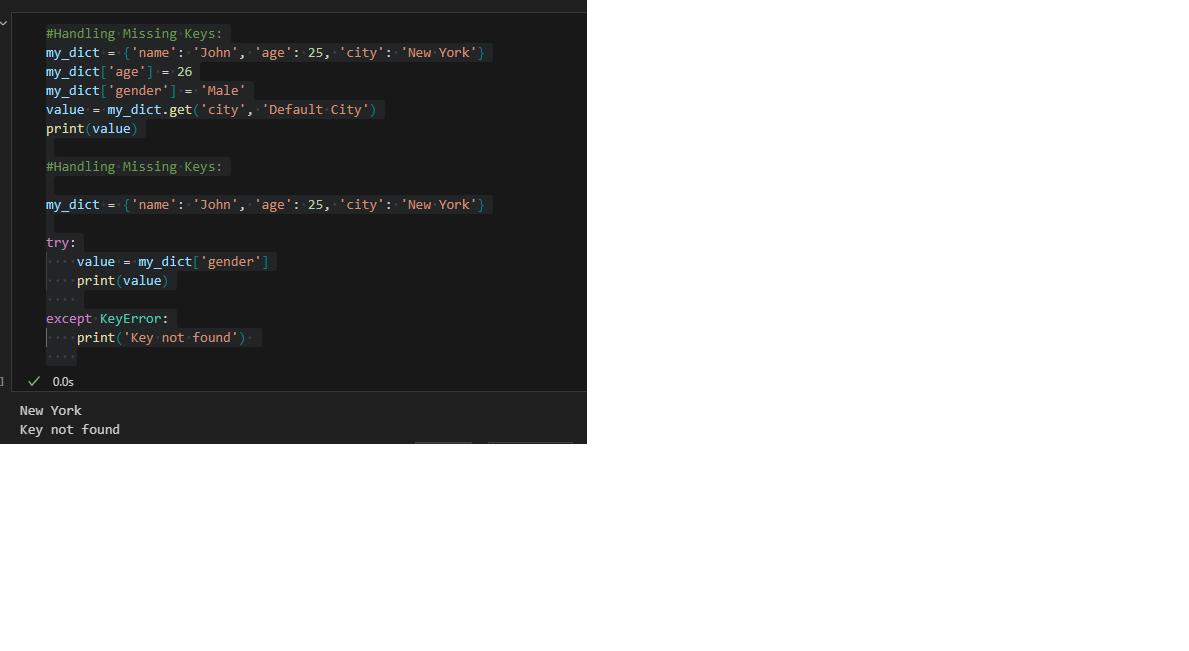 #Handling Missing Keys:
my_dict = {'name': 'John', 'age': 25, 'city': 'New York'}
my_dict['age'] = 26
my_dict['gender'] = 'Male'
value = my_dict.get('city', 'Default City')
print(value)
#Handling Missing Keys:
my_dict = {'name': 'John', 'age': 25, 'city': 'New York'}
try:
    value = my_dict['gender']
    print(value)
except KeyError:
    print('Key not found')
] ✓ 0.0s
New York
Key not found